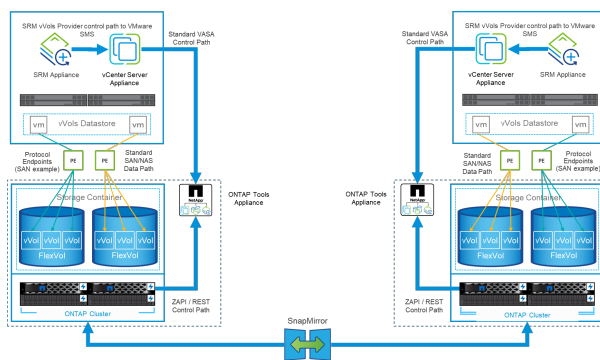 SRM vVols Provider control path to VMware
SMS
Standard VASA
Control Path
SRM Appliance
vCenter Server
Appliance
vm
vVols Datastore
vm
Protocol
Endpoints
(SAN example)
PE
PE
Standard
SAN/NAS
Data Path
Storage Container
vVol
vVol
vVol
FlexVol
vVol
vVol
vVol
FlexVol
NetApp
ONTAP Tools
Appliance
ONTAP Cluster
ZAPI / REST
Control Path
SnapMirror
SRM vVols Provider control path to VMware
SMS
Standard VASA
Control Path
vCenter Server
Appliance
SRM Appliance
vm
vVols Datastore
vm
Standard
SAN/NAS
Data Path
PE
PE
Protocol
Endpoints
(SAN example)
ONTAP Tools
Appliance
NetApp
Storage Container
vVol
vVol
vVol
FlexVol
vVol
vVol
vVol
FlexVol
ZAPI / REST
Control Path
ONTAP Cluster